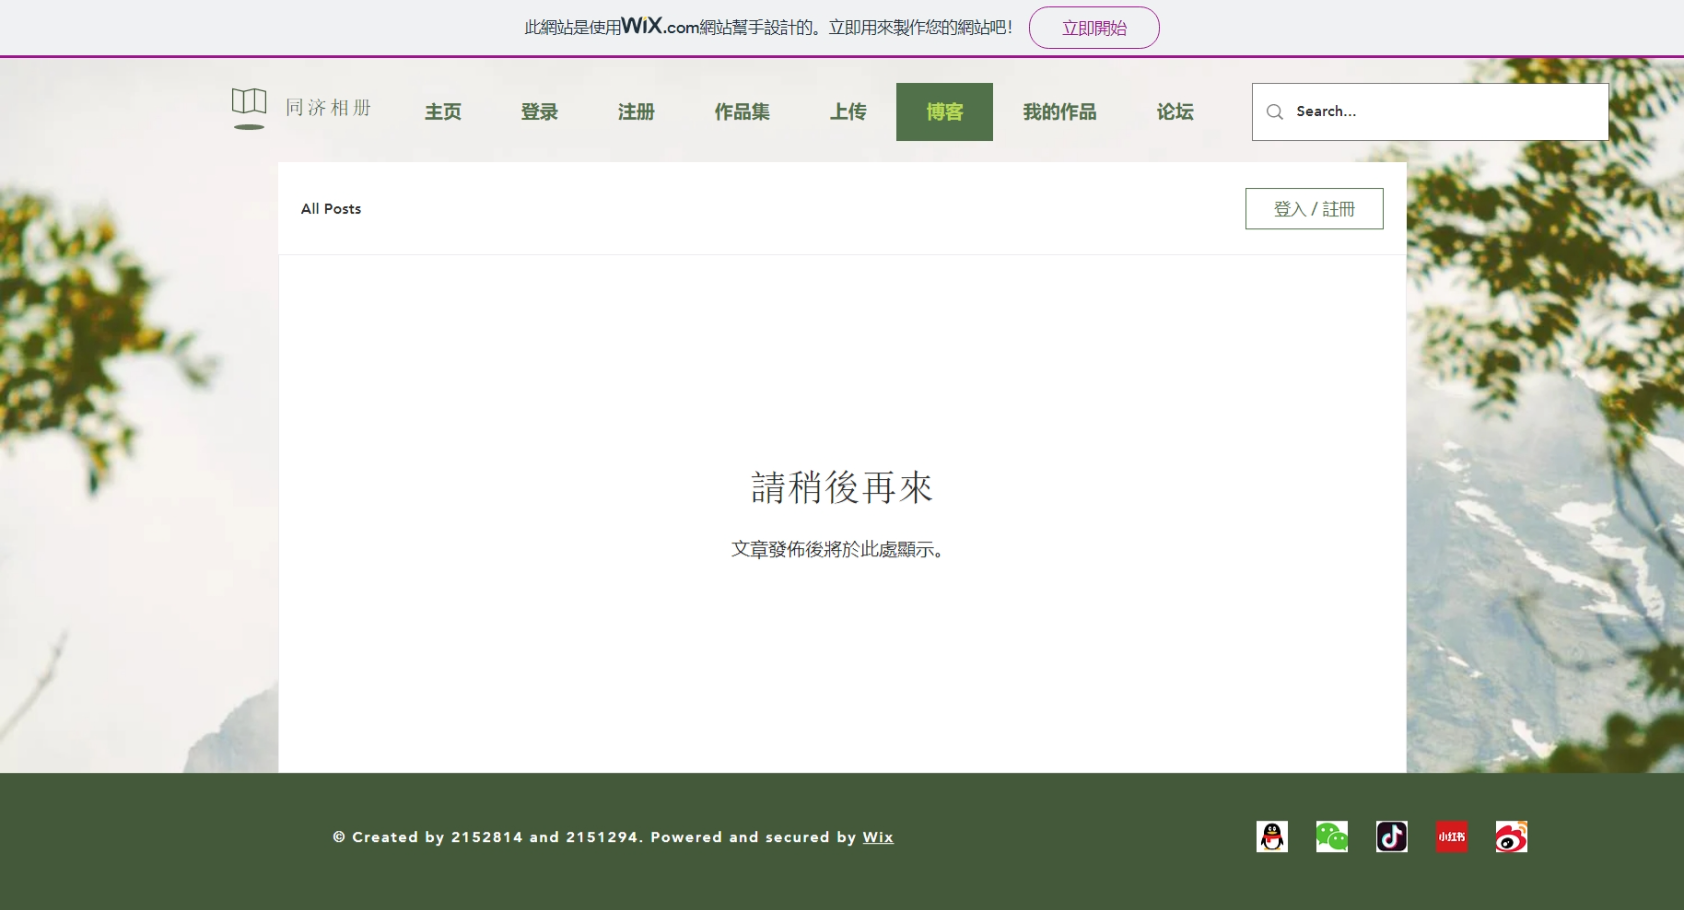 此網站是使用WiX.com網站幫手設計的。立即用來製作您的網站吧!
立即開始
同济相册
主页
登录
注册
作品集
上传
博客
我的作品
论坛
Search...
All Posts
登入 / 註冊
請稍後再來
文章發佈後將於此處顯示。
© Created by 2152814 and 2151294. Powered and secured by Wix
小红书